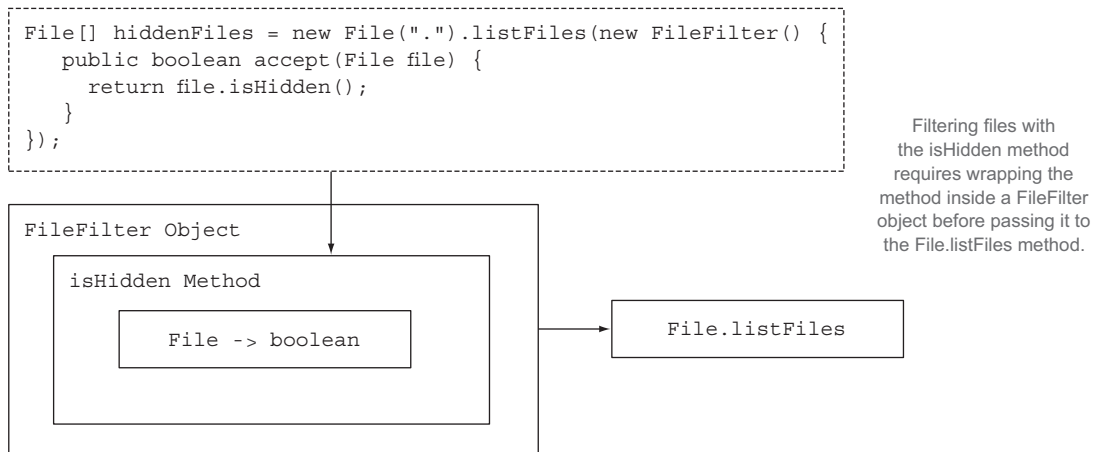 File[] hiddenFiles = new File(".").listFiles(new FileFilter() {
public boolean accept(File file) {
return file.isHidden();
}
});
Filtering files with
the isHidden method
requires wrapping the
method inside a FileFilter
object before passing it to
the File.listFiles method.
FileFilter Object
isHidden Method
File -> boolean
File.listFiles